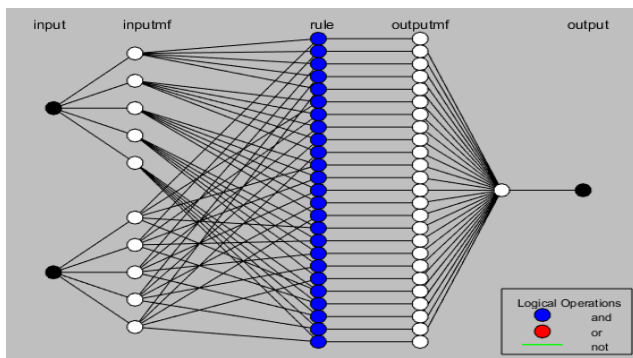 input inputmf rule outputmf output
Logical Operations
and
or
not